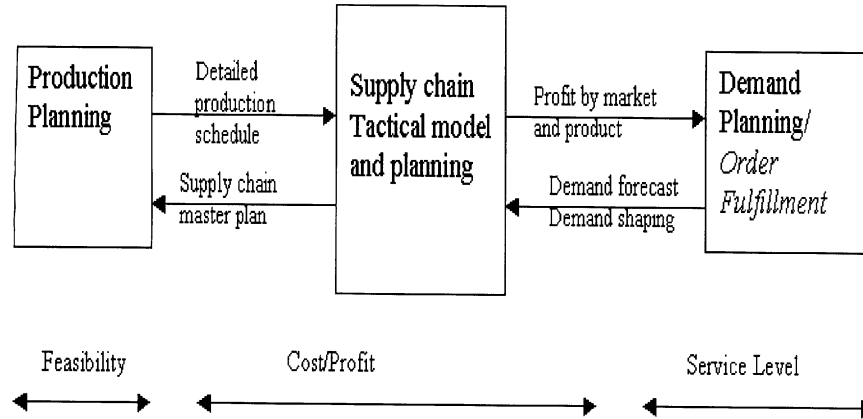 Production
Planning
Detailed
production
schedule
Supply chain
master plan
Supply chain
Tactical model
and planning
Profit by market
and product
Demand forecast
Demand shaping
Demand
Planning/
Order
Fulfillment
Feasibility
Cost/Profit
Service Level